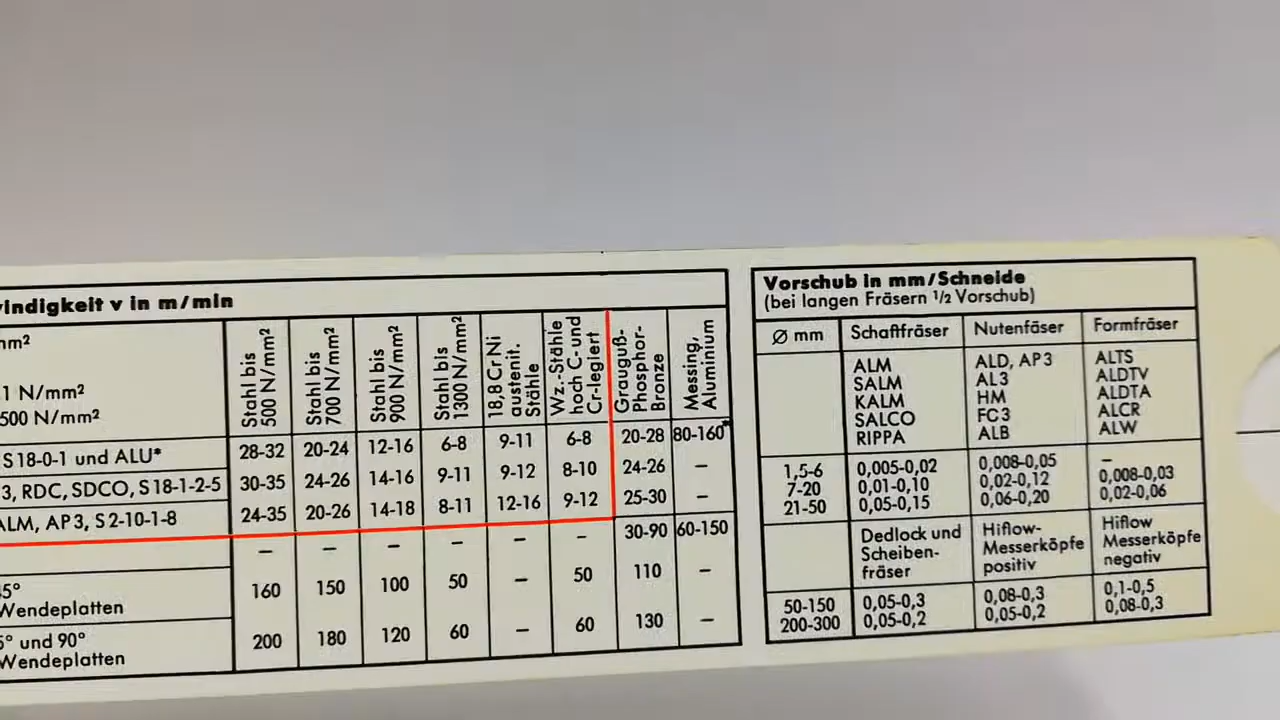 indigkeit v in m/min
mm²
1 N/mm²
500 N/mm²
Stahl bis
500 N/mm²
Stahl bis
700 N/mm²
Stahl bis
900 N/mm²
Stahl bis
1300 N/mm²
18,8 Cr Ni
austenit.
Stähle
Wz.-Stähle
hoch C- und
Cr-legiert
Grauguß-
Phosphor-
Bronze
Messing,
Aluminium
S 18-0-1 und ALU* 28-32 20-24 12-16 6-8 9-11 6-8 20-28 80-160*
3, RDC, SDCO, S 18-1-2-5 30-35 24-26 14-16 9-11 9-12 8-10 24-26 –
ALM, AP3, S 2-10-1-8 24-35 20-26 14-18 8-11 12-16 9-12 25-30 –
– – – – – – 30-90 60-150
5°
Wendeplatten 160 150 100 50 – 50 110 –
5° und 90°
Wendeplatten 200 180 120 60 – 60 130 –
Vorschub in mm/Schneide
(bei langen Fräsern 1/2 Vorschub)
Ø mm Schaftfräser Nutenfäser Formfräser
ALM ALD, AP3 ALTS
SALM AL3 ALDTV
KALM HM ALDTA
SALCO FC3 ALCR
RIPPA ALB ALW
1,5-6 0,005-0,02 0,008-0,05 –
7-20 0,01-0,10 0,02-0,12 0,008-0,03
21-50 0,05-0,15 0,06-0,20 0,02-0,06
Dedlock und Hiflow- Hiflow
Scheiben- Messerköpfe Messerköpfe
fräser positiv negativ
50-150 0,05-0,3 0,08-0,3 0,1-0,5
200-300 0,05-0,2 0,05-0,2 0,08-0,3